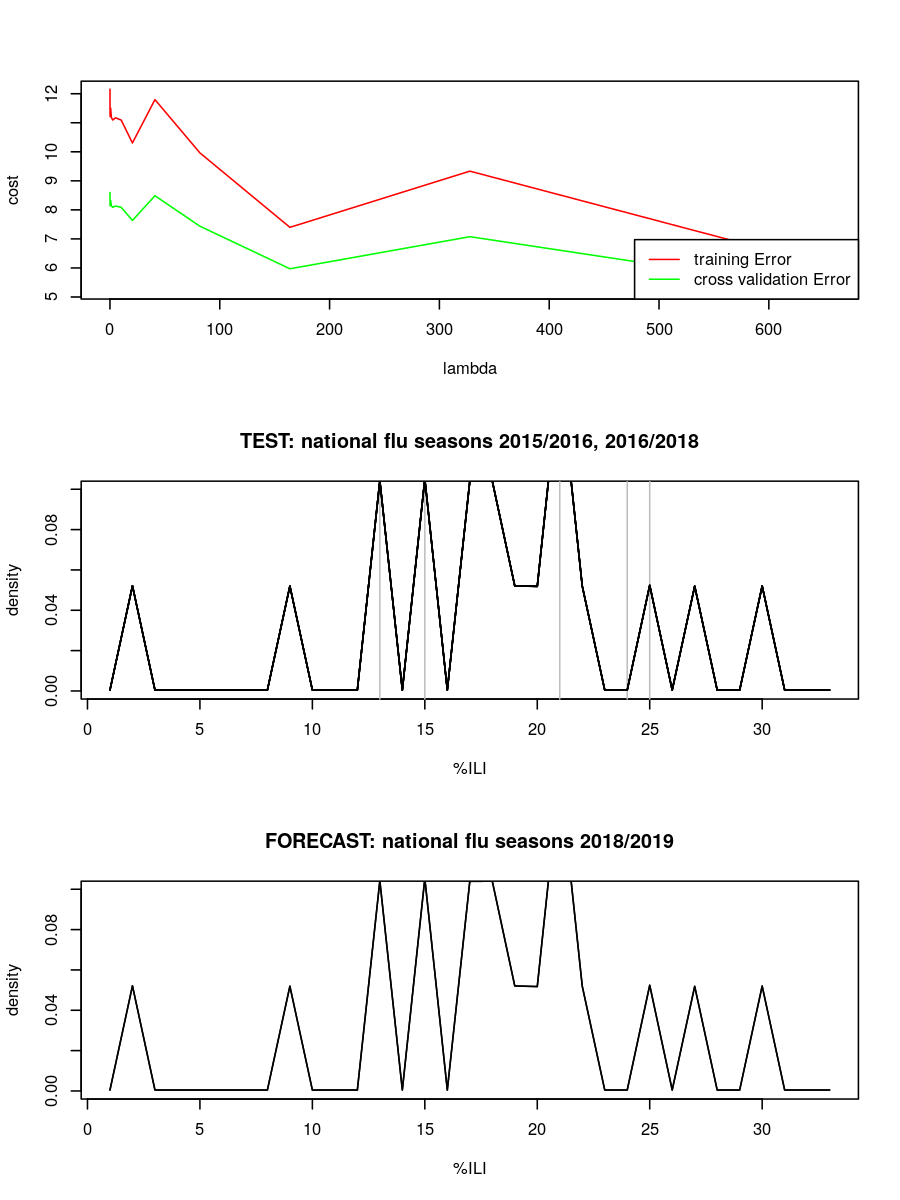 12
10
9
8
7
6
5
cost
training Error
cross validation Error
0 100 200 300 400 500 600
lambda
TEST: national flu seasons 2015/2016, 2016/2018
0.08
0.04
0.00
density
0 5 10 15 20 25 30
%ILI
FORECAST: national flu seasons 2018/2019
0.08
0.04
0.00
density
0 5 10 15 20 25 30
%ILI